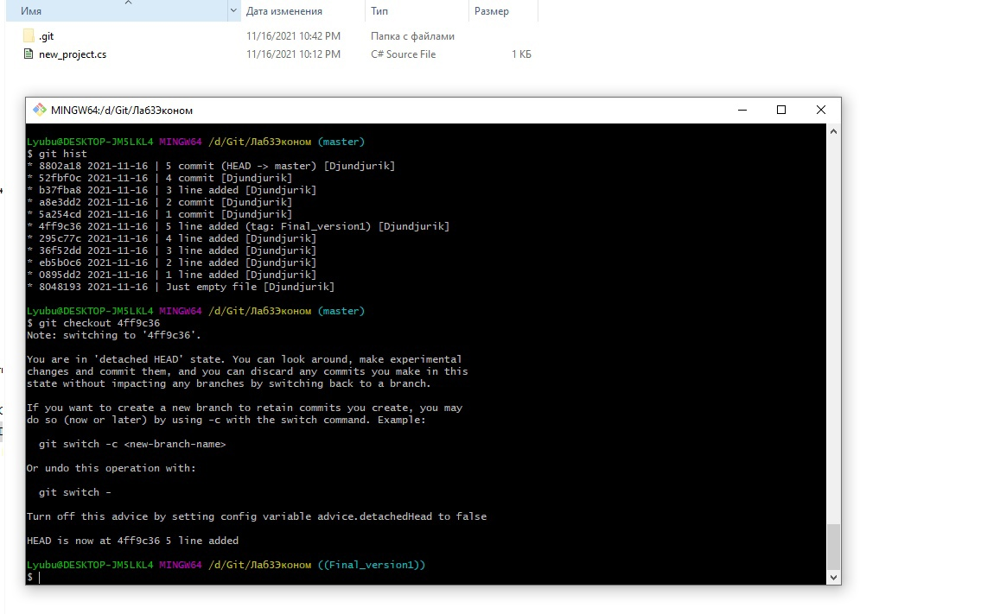 Имя Дата изменения Тип Размер
.git 11/16/2021 10:42 PM Папка с файлами
new_project.cs 11/16/2021 10:12 PM C# Source File 1 КБ
MINGW64:/d/Git/Лаб3Эконом
Lyubu@DESKTOP-JM5LKL4 MINGW64 /d/Git/Лаб3Эконом (master)
$ git hist
* 8802a18 2021-11-16 | 5 commit (HEAD -> master) [Djundjurik]
* 52fbf0c 2021-11-16 | 4 commit [Djundjurik]
* b37fba8 2021-11-16 | 3 line added [Djundjurik]
* a8e3dd2 2021-11-16 | 2 commit [Djundjurik]
* 5a254cd 2021-11-16 | 1 commit [Djundjurik]
* 4ff9c36 2021-11-16 | 5 line added (tag: Final_version1) [Djundjurik]
* 295c77c 2021-11-16 | 4 line added [Djundjurik]
* 36f52dd 2021-11-16 | 3 line added [Djundjurik]
* eb5b0c6 2021-11-16 | 2 line added [Djundjurik]
* 0895dd2 2021-11-16 | 1 line added [Djundjurik]
* 8048193 2021-11-16 | Just empty file [Djundjurik]
Lyubu@DESKTOP-JM5LKL4 MINGW64 /d/Git/Лаб3Эконом (master)
$ git checkout 4ff9c36
Note: switching to '4ff9c36'.
You are in 'detached HEAD' state. You can look around, make experimental
changes and commit them, and you can discard any commits you make in this
state without impacting any branches by switching back to a branch.
If you want to create a new branch to retain commits you create, you may
do so (now or later) by using -c with the switch command. Example:
git switch -c <new-branch-name>
Or undo this operation with:
git switch -
Turn off this advice by setting config variable advice.detachedHead to false
HEAD is now at 4ff9c36 5 line added
Lyubu@DESKTOP-JM5LKL4 MINGW64 /d/Git/Лаб3Эконом ((Final_version1))
$